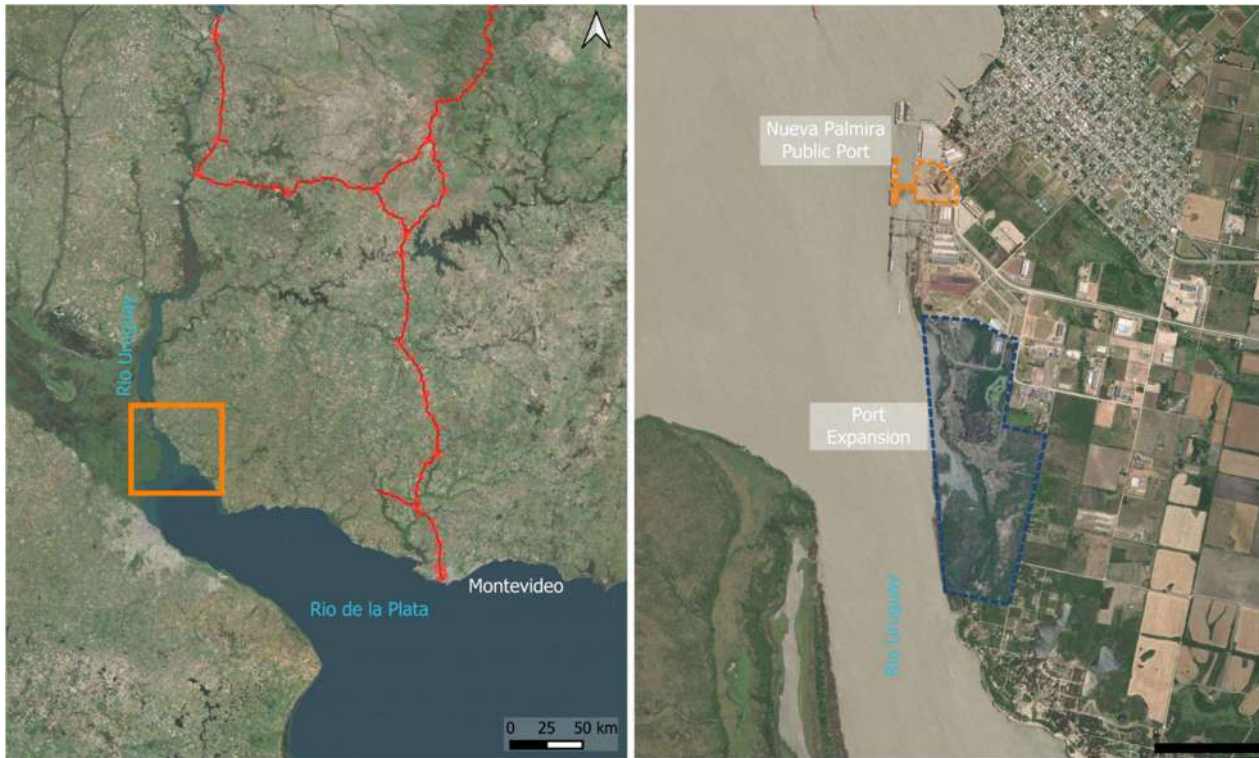 Rio Uruguay
Montevideo
Rio de la Plata
0 25 50 km
Nueva Palmira
Public Port
Port
Expansion
Rio Uruguay